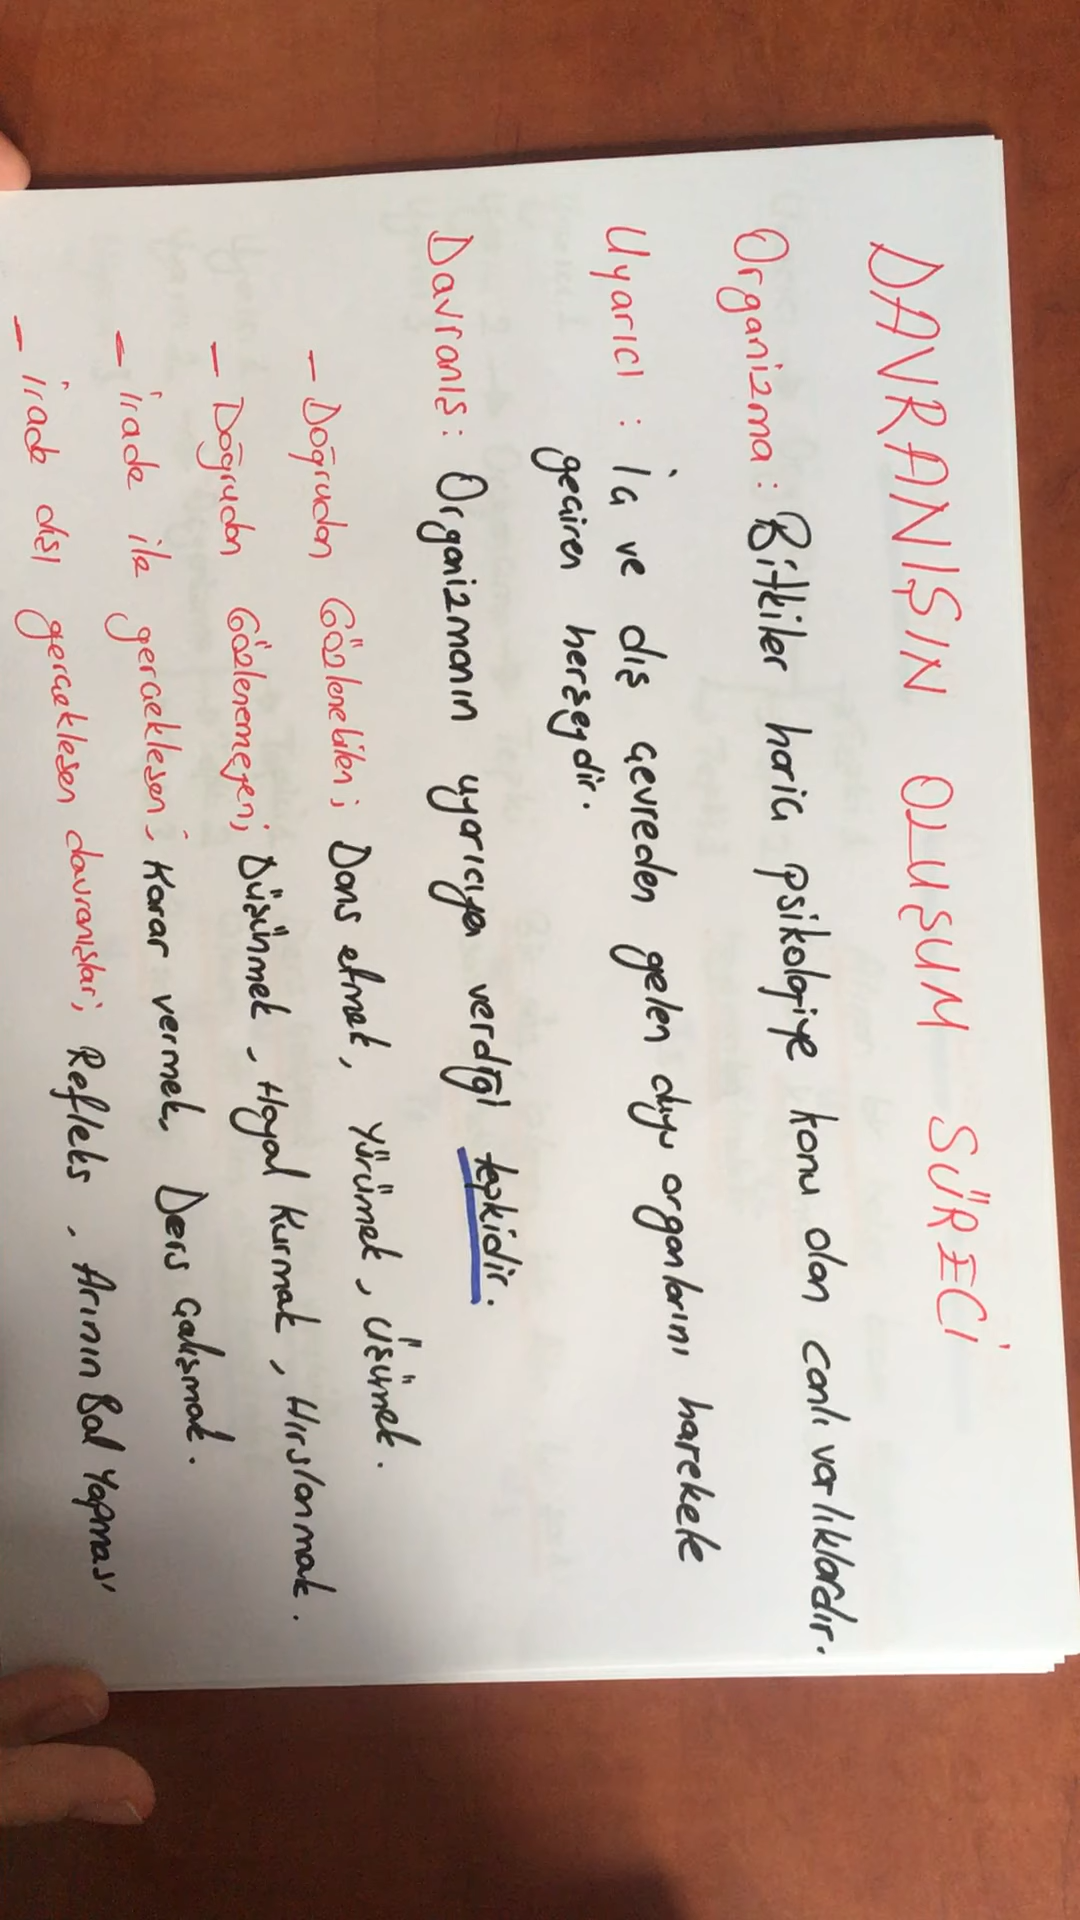 DAVRANIŞIN OLUŞUM SÜRECİ
Organizma: Bitkiler hariç psikolojiye konu olan canlı varlıklardır.
Uyarıcı : İç ve dış çevreden gelen duyu organlarını harekete
geçiren herşeydir.
Davranış: Organizmanın uyarıcıya verdiği tepkidir.
- Doğrudan Gözlenebilen; Dans etmek, yürümek, üşümek.
- Doğrudan Gözlenemeyen; Düşünmek, Hayal Kurmak, Hırslanmak.
- İrade ile gerçekleşen; Karar vermek, Ders çalışmak.
- İrade dışı gerçekleşen davranışlar; Refleks, Arının Bal Yapması